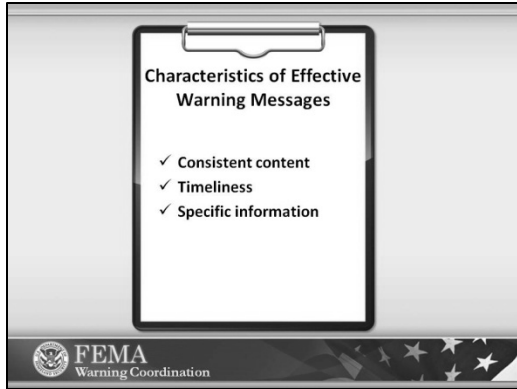 Characteristics of Effective
Warning Messages
✓ Consistent content
✓ Timeliness
✓ Specific information
FEMA
Warning Coordination